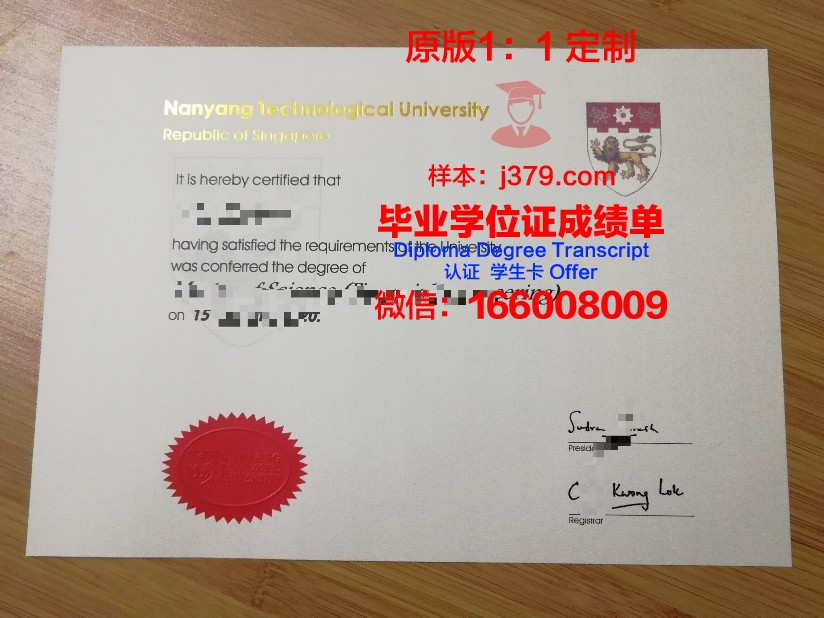 原版1：1 定制
Nanyang Technological University
Republic of Singapore
样本：j379.com
It is hereby certified that
毕业学位证成绩单
having satisfied the requirements of the University
Diploma Degree Transcript
was conferred the degree of
认证 学生卡 Offer
微信：166008009
on 15
Kwong Lok
Registrar